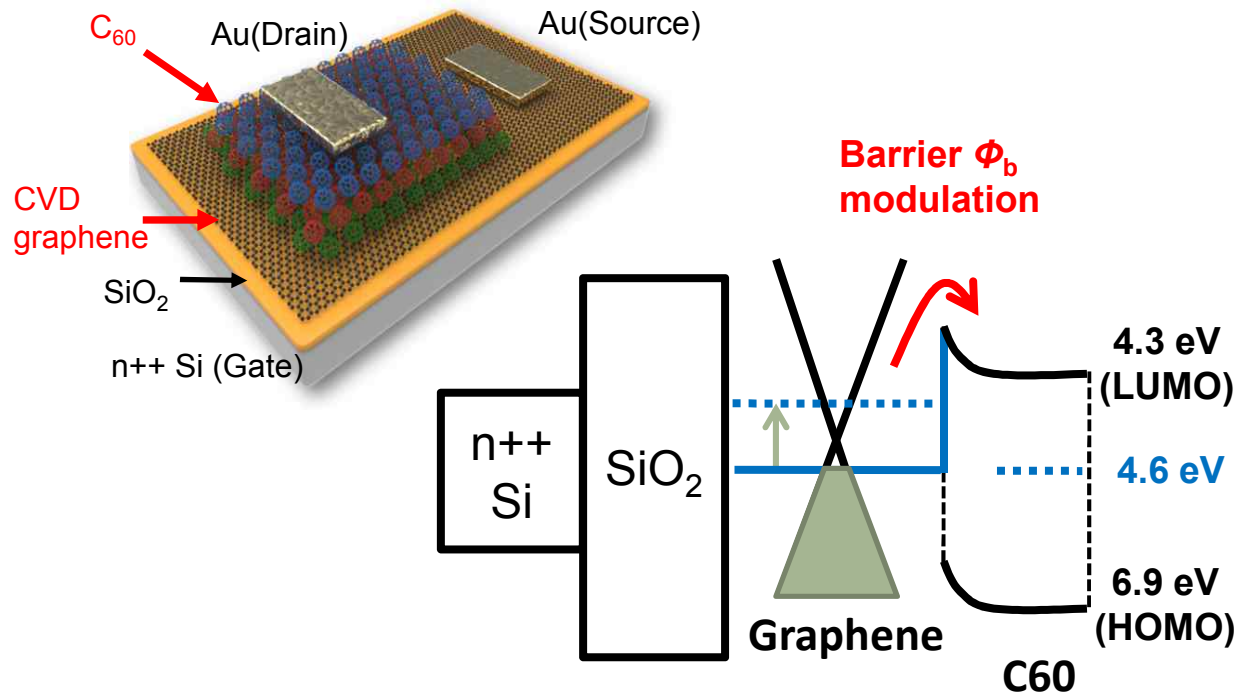 C₆₀
Au(Drain)
Au(Source)
CVD
graphene
SiO₂
n++ Si (Gate)
Barrier Φb
modulation
n++
Si
SiO₂
Graphene
4.3 eV
(LUMO)
4.6 eV
6.9 eV
(HOMO)
C60